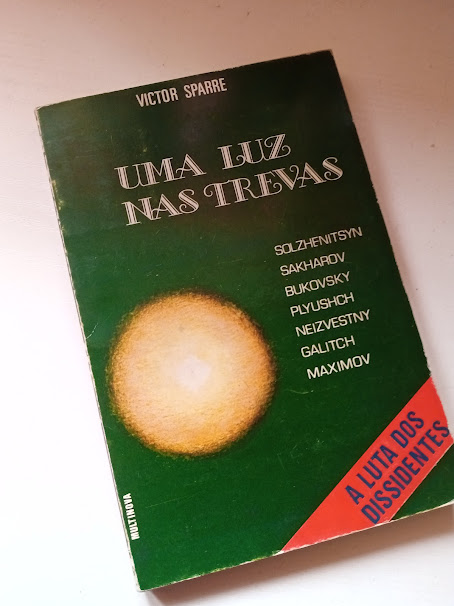 VICTOR SPARRE
UMA LUZ
NAS TREVAS
SOLZHENITSYN
SAKHAROV
BUKOVSKY
PLYUSHCH
NEIZVESTNY
GALITCH
MAXIMOV
A LUTA DOS
DISSIDENTES
MULTINOVA